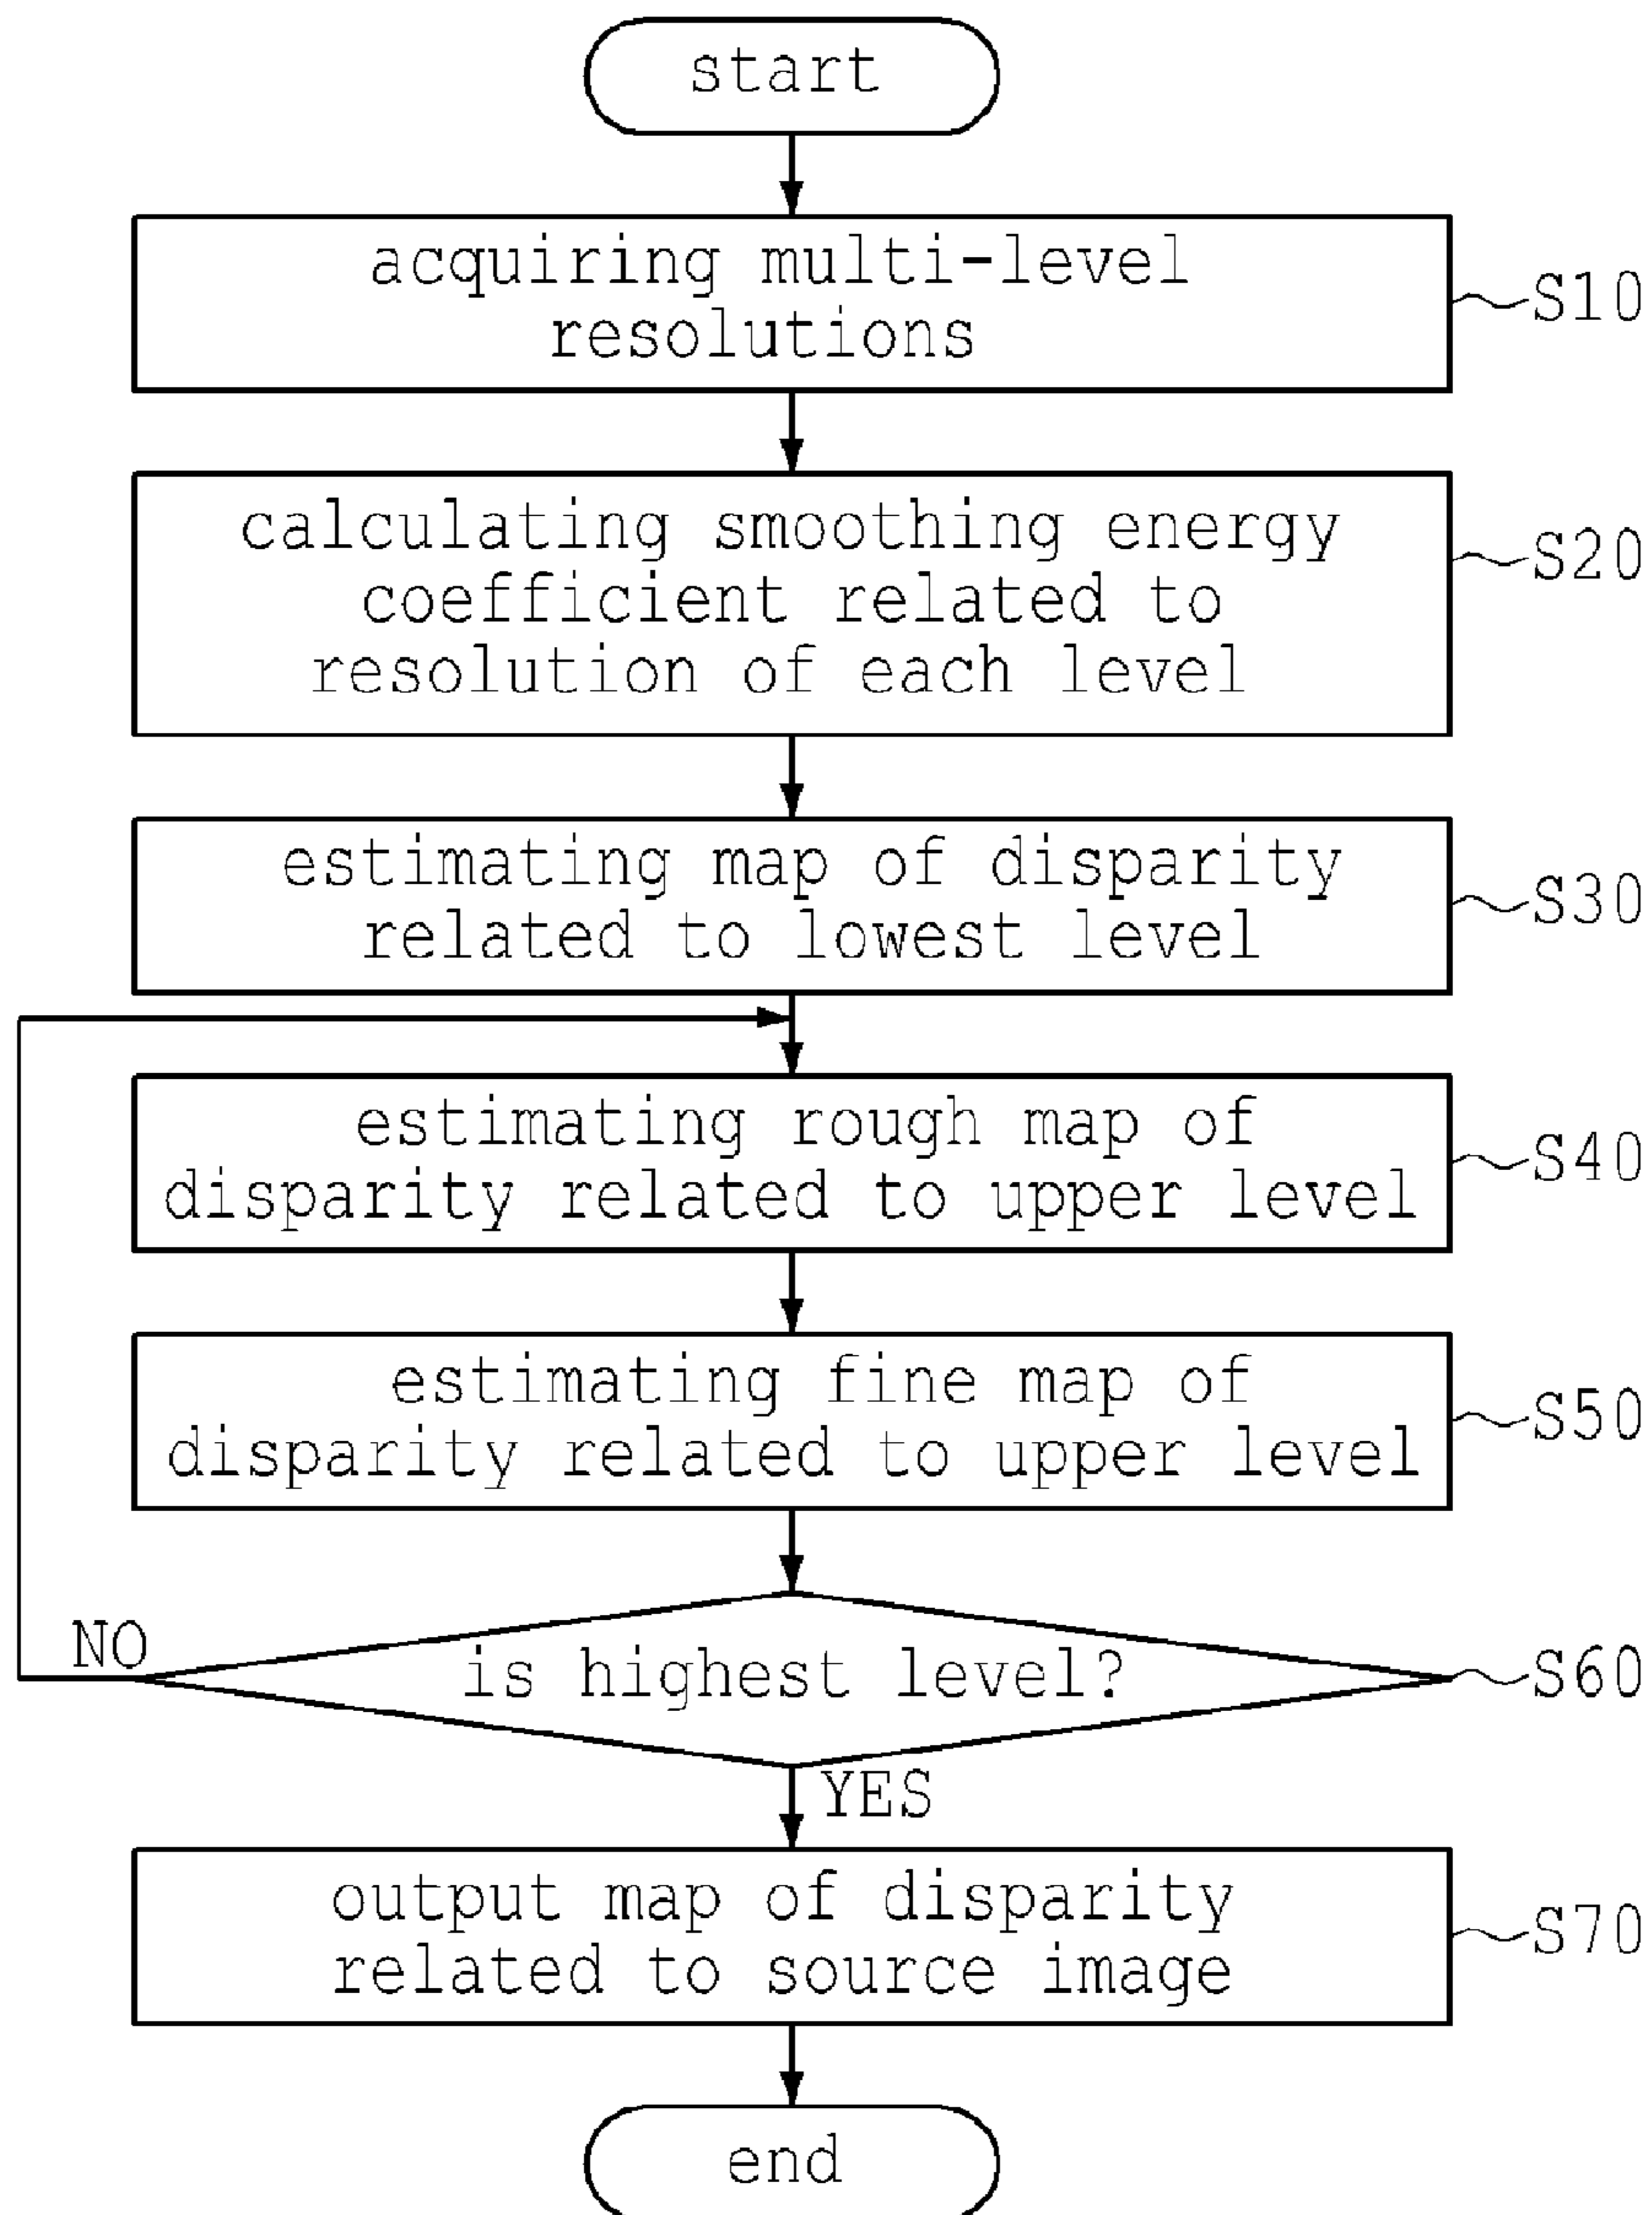 start
acquiring multi-level
resolutions
S10
calculating smoothing energy
coefficient related to
resolution of each level
S20
estimating map of disparity
related to lowest level
S30
estimating rough map of
disparity related to upper level
S40
estimating fine map of
disparity related to upper level
S50
NO
is highest level?
S60
YES
output map of disparity
related to source image
S70
end